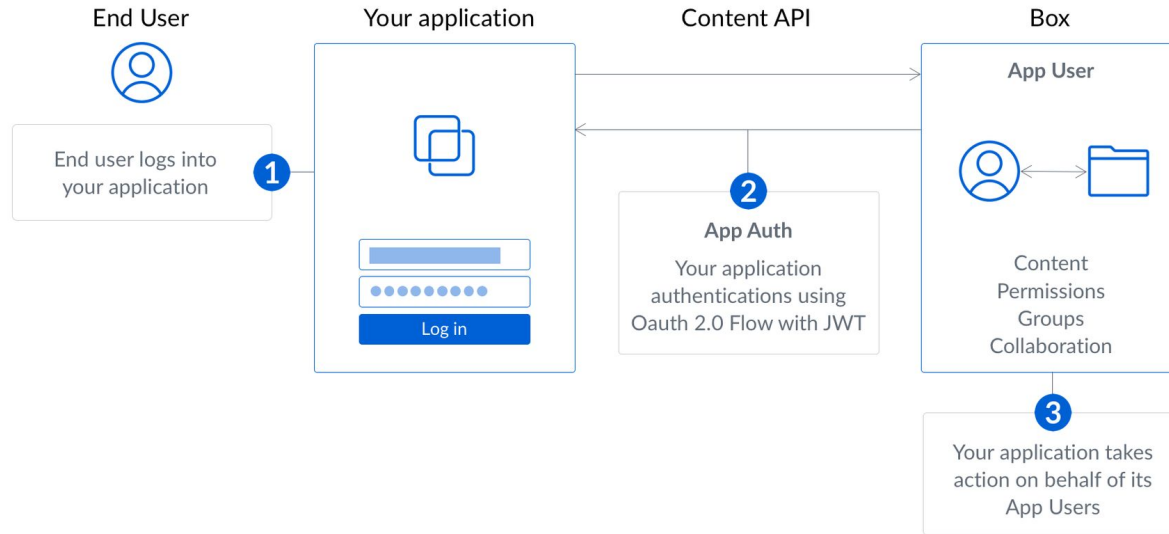 End User
Your application
Content API
Box
End user logs into
your application
1
Log in
2
App Auth
Your application
authentications using
Oauth 2.0 Flow with JWT
App User
Content
Permissions
Groups
Collaboration
3
Your application takes
action on behalf of its
App Users